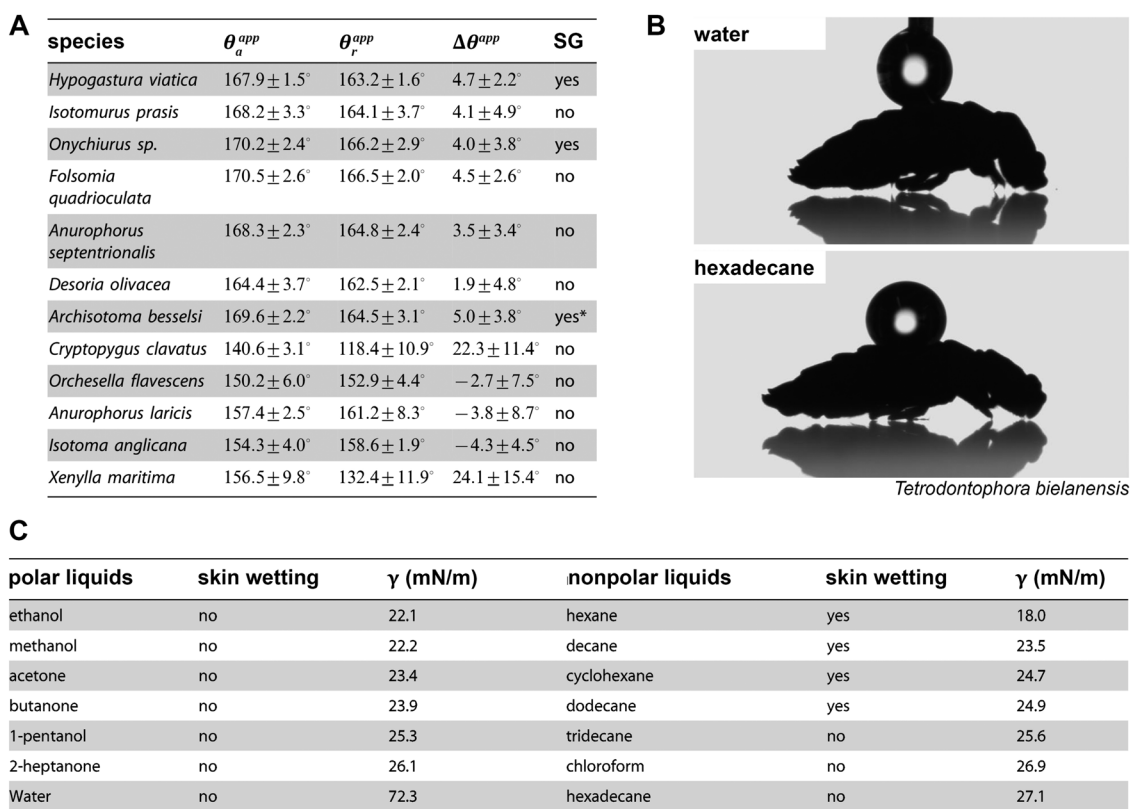 A
species θₐᵃᵖᵖ θᵣᵃᵖᵖ Δθᵃᵖᵖ SG
Hypogastura viatica 167.9±1.5° 163.2±1.6° 4.7±2.2° yes
Isotomurus prasis 168.2±3.3° 164.1±3.7° 4.1±4.9° no
Onychiurus sp. 170.2±2.4° 166.2±2.9° 4.0±3.8° yes
Folsomia 170.5±2.6° 166.5±2.0° 4.5±2.6° no
quadrioculata
Anurophorus 168.3±2.3° 164.8±2.4° 3.5±3.4° no
septentrionalis
Desoria olivacea 164.4±3.7° 162.5±2.1° 1.9±4.8° no
Archisotoma besselsi 169.6±2.2° 164.5±3.1° 5.0±3.8° yes*
Cryptopygus clavatus 140.6±3.1° 118.4±10.9° 22.3±11.4° no
Orchesella flavescens 150.2±6.0° 152.9±4.4° −2.7±7.5° no
Anurophorus laricis 157.4±2.5° 161.2±8.3° −3.8±8.7° no
Isotoma anglicana 154.3±4.0° 158.6±1.9° −4.3±4.5° no
Xenylla maritima 156.5±9.8° 132.4±11.9° 24.1±15.4° no
B
water
hexadecane
Tetrodontophora bielanensis
C
polar liquids skin wetting γ (mN/m) nonpolar liquids skin wetting γ (mN/m)
ethanol no 22.1 hexane yes 18.0
methanol no 22.2 decane yes 23.5
acetone no 23.4 cyclohexane yes 24.7
butanone no 23.9 dodecane yes 24.9
1-pentanol no 25.3 tridecane no 25.6
2-heptanone no 26.1 chloroform no 26.9
Water no 72.3 hexadecane no 27.1